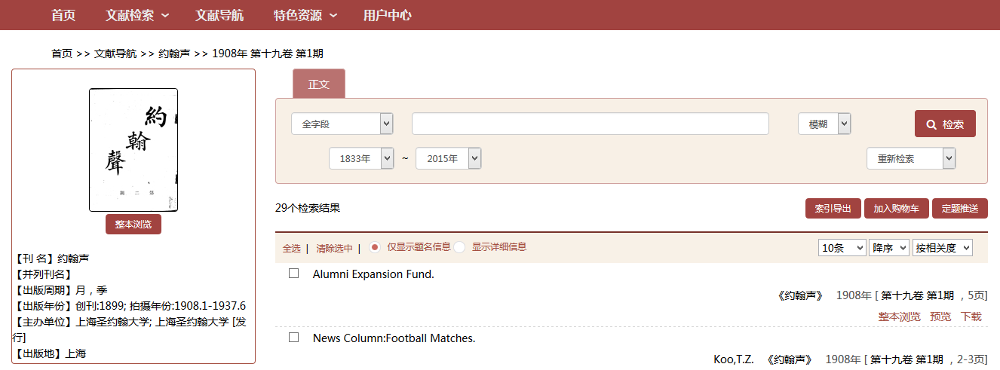 首页 文献检索 文献导航 特色资源 用户中心
首页 >> 文献导航 >> 约翰声 >> 1908年 第十九卷 第1期
約
翰
聲
第 二 期
整本浏览
【刊 名】约翰声
【并列刊名】
【出版周期】月，季
【出版年份】创刊:1899; 拍摄年份:1908.1-1937.6
【主办单位】上海圣约翰大学; 上海圣约翰大学 [发
行]
【出版地】上海
正文
全字段 模糊 检索
1833年 ~ 2015年 重新检索
29个检索结果 索引导出 加入购物车 定题推送
全选 | 清除选中 | 仅显示题名信息 显示详细信息 10条 降序 按相关度
Alumni Expansion Fund.
《约翰声》 1908年 [ 第十九卷 第1期 ，5页]
整本浏览 预览 下载
News Column:Football Matches.
Koo,T.Z. 《约翰声》 1908年 [ 第十九卷 第1期 ，2-3页]